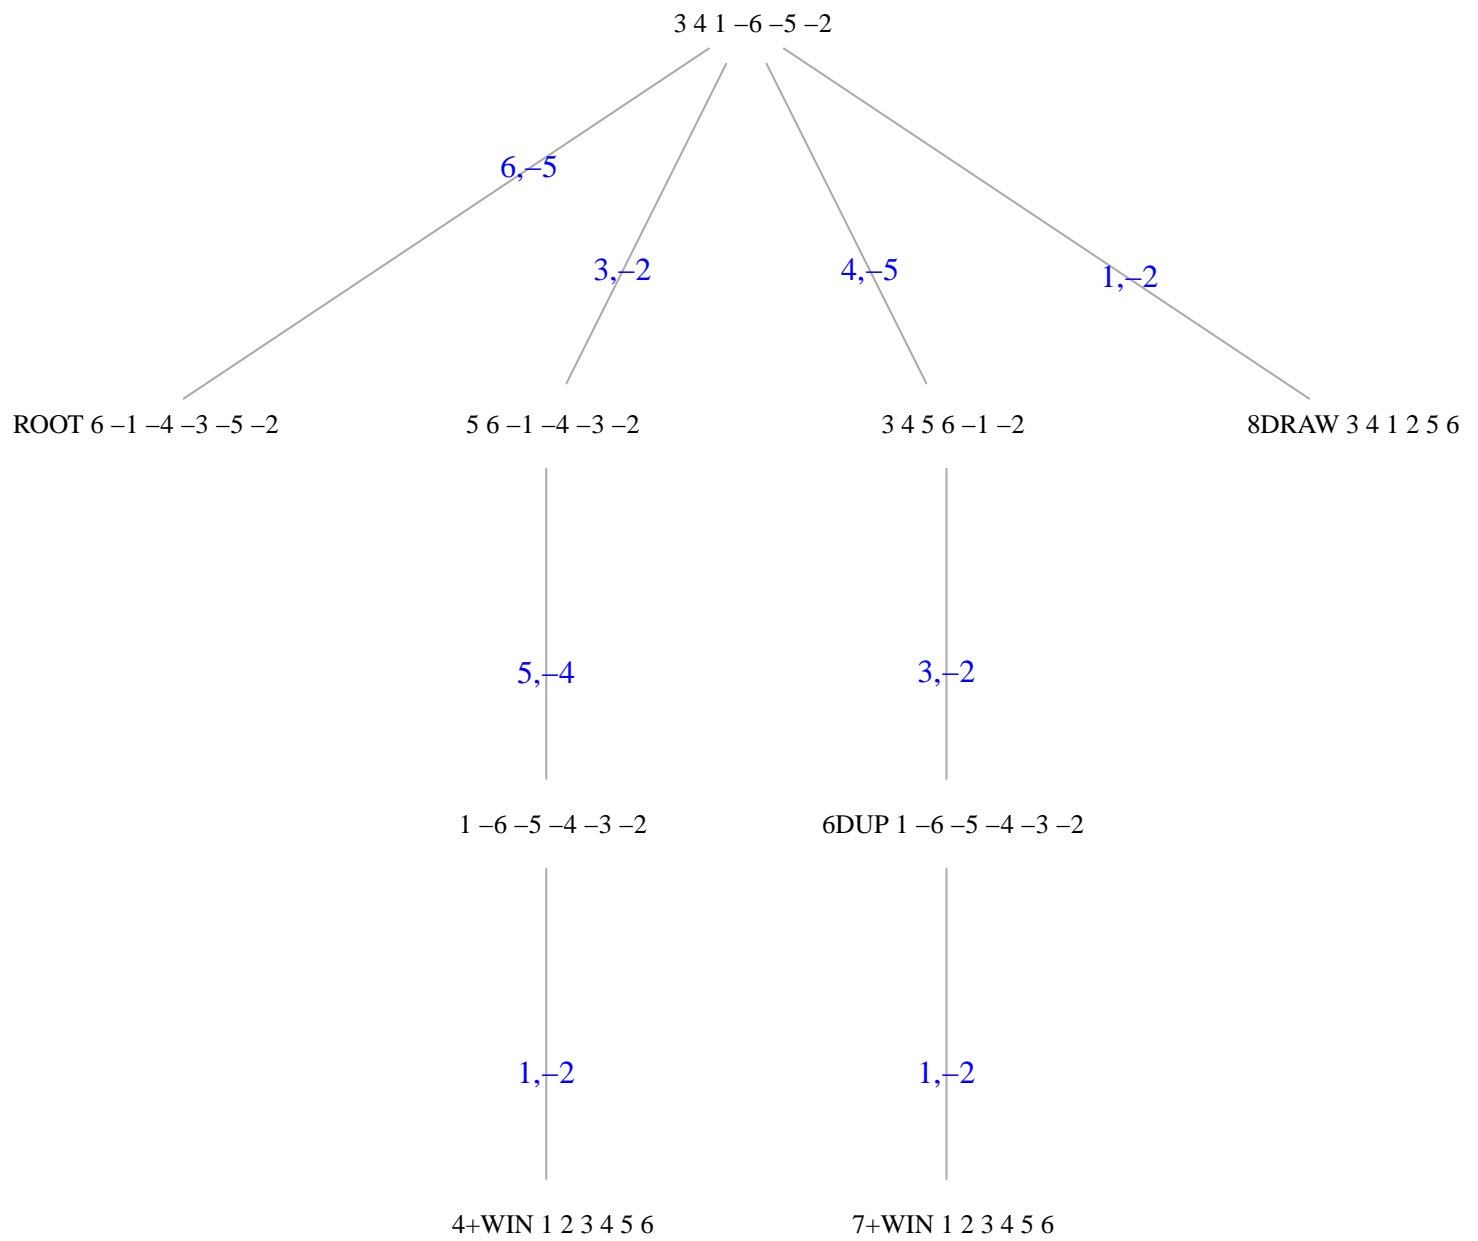 3 4 1 –6 –5 –2
6,–5
3,–2
4,–5
1,–2
ROOT 6 –1 –4 –3 –5 –2
5 6 –1 –4 –3 –2
3 4 5 6 –1 –2
8DRAW 3 4 1 2 5 6
5,–4
3,–2
1 –6 –5 –4 –3 –2
6DUP 1 –6 –5 –4 –3 –2
1,–2
1,–2
4+WIN 1 2 3 4 5 6
7+WIN 1 2 3 4 5 6